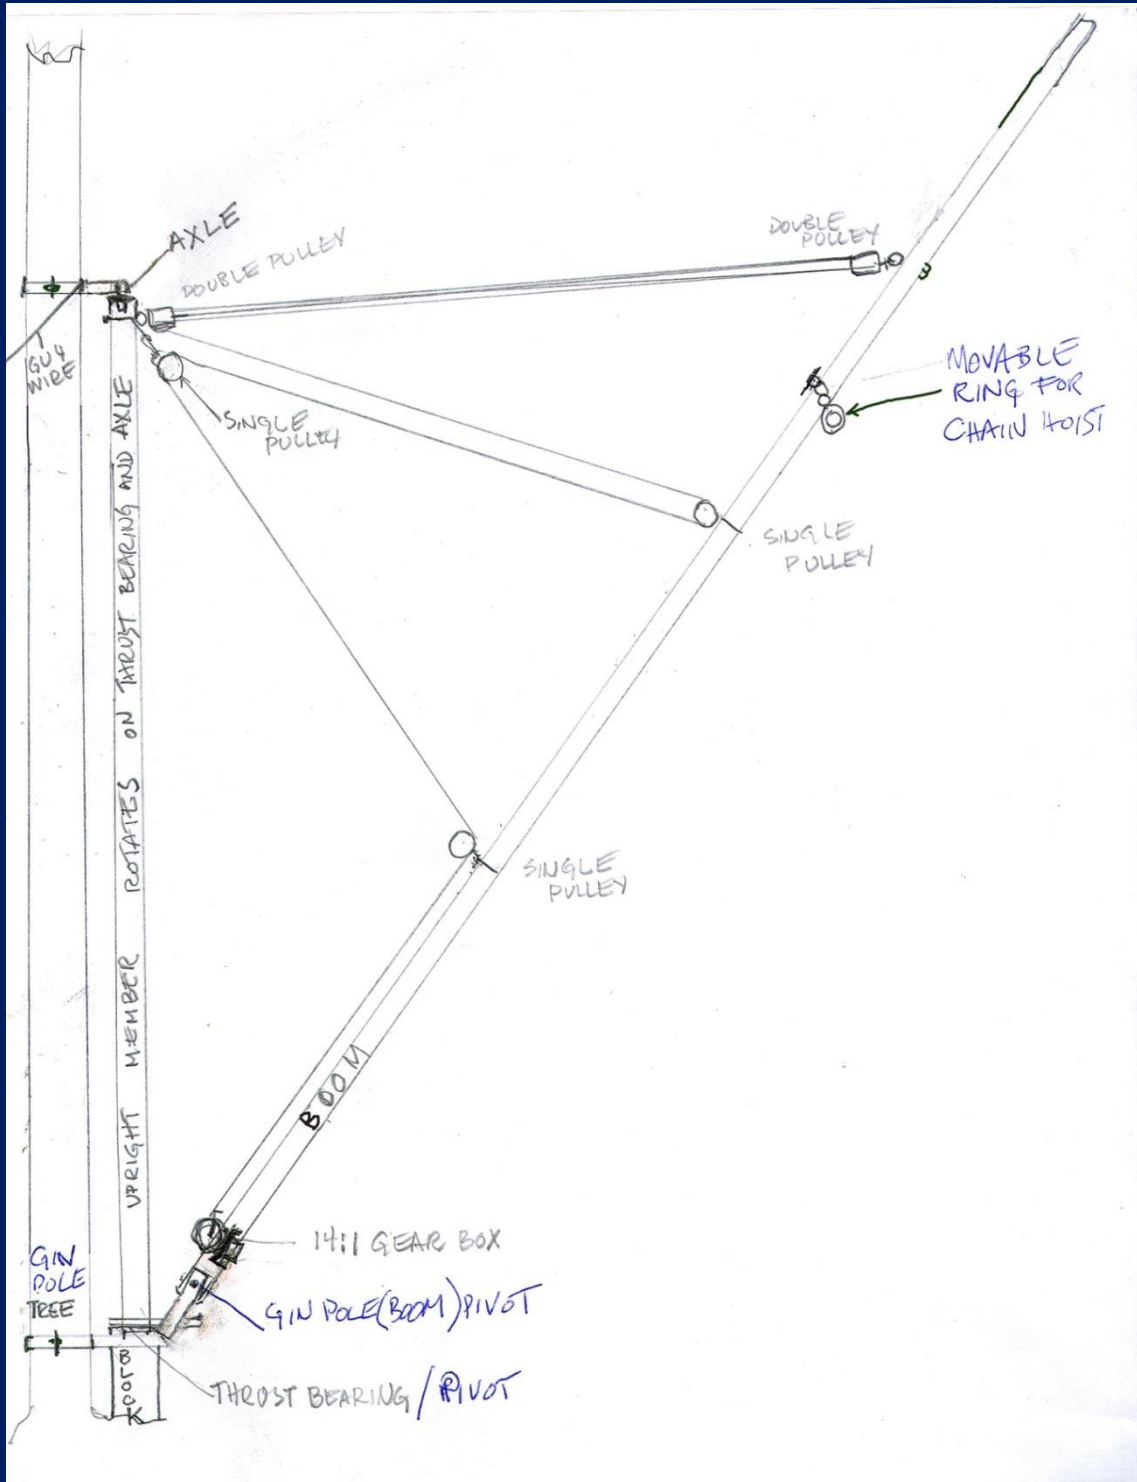 AXLE
DOUBLE PULLEY
DOUBLE
PULLEY
GUY
WIRE
SINGLE
PULLEY
MOVABLE
RING FOR
CHAIN HOIST
SINGLE
PULLEY
UPRIGHT MEMBER ROTATES ON THRUST BEARING AND AXLE
SINGLE
PULLEY
BOOM
14:1 GEAR BOX
GIN
POLE
TREE
GIN POLE(BOOM) PIVOT
BLOCK
THRUST BEARING / PIVOT